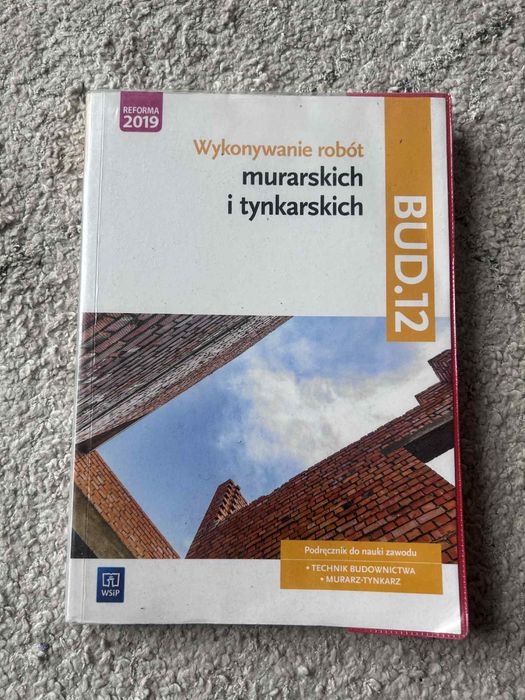 REFORMA
2019
Wykonywanie robót
murarskich
i tynkarskich
BUD.12
Podręcznik do nauki zawodu
• TECHNIK BUDOWNICTWA
• MURARZ-TYNKARZ
WSiP